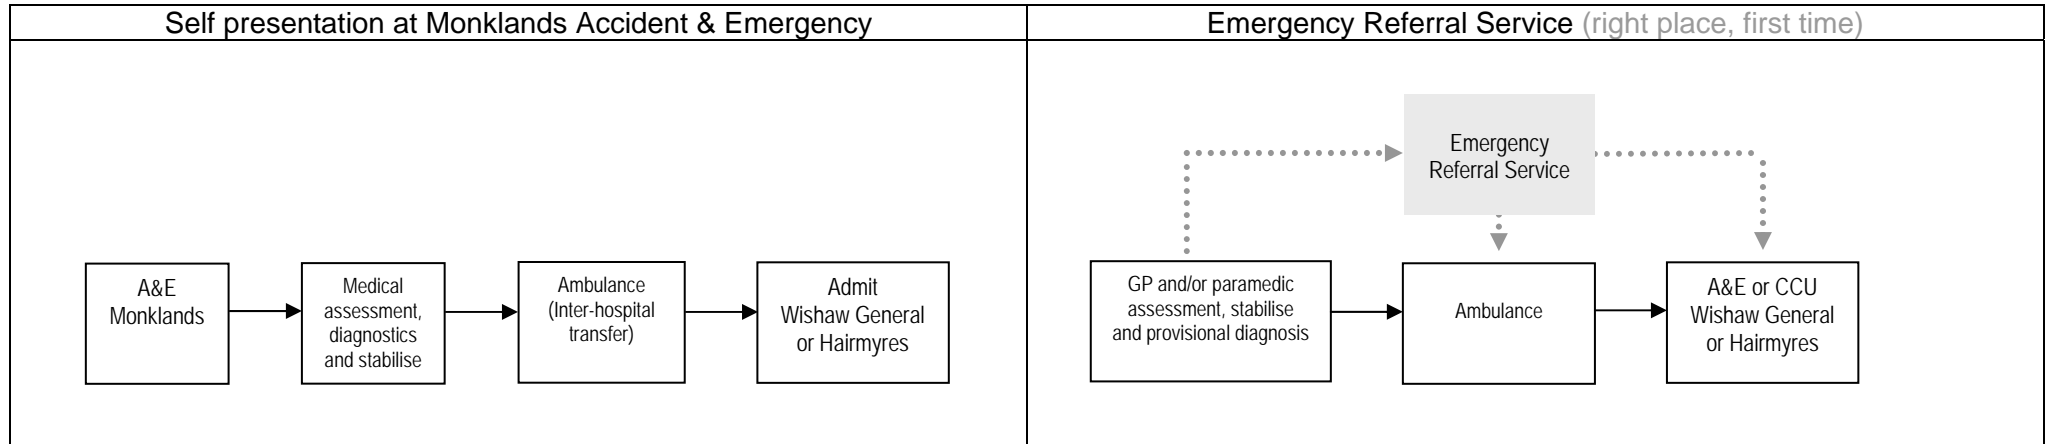 Self presentation at Monklands Accident & Emergency
Emergency Referral Service (right place, first time)
A&E
Monklands
Medical
assessment,
diagnostics
and stabilise
Ambulance
(Inter-hospital
transfer)
Admit
Wishaw General
or Hairmyres
Emergency
Referral Service
GP and/or paramedic
assessment, stabilise
and provisional diagnosis
Ambulance
A&E or CCU
Wishaw General
or Hairmyres